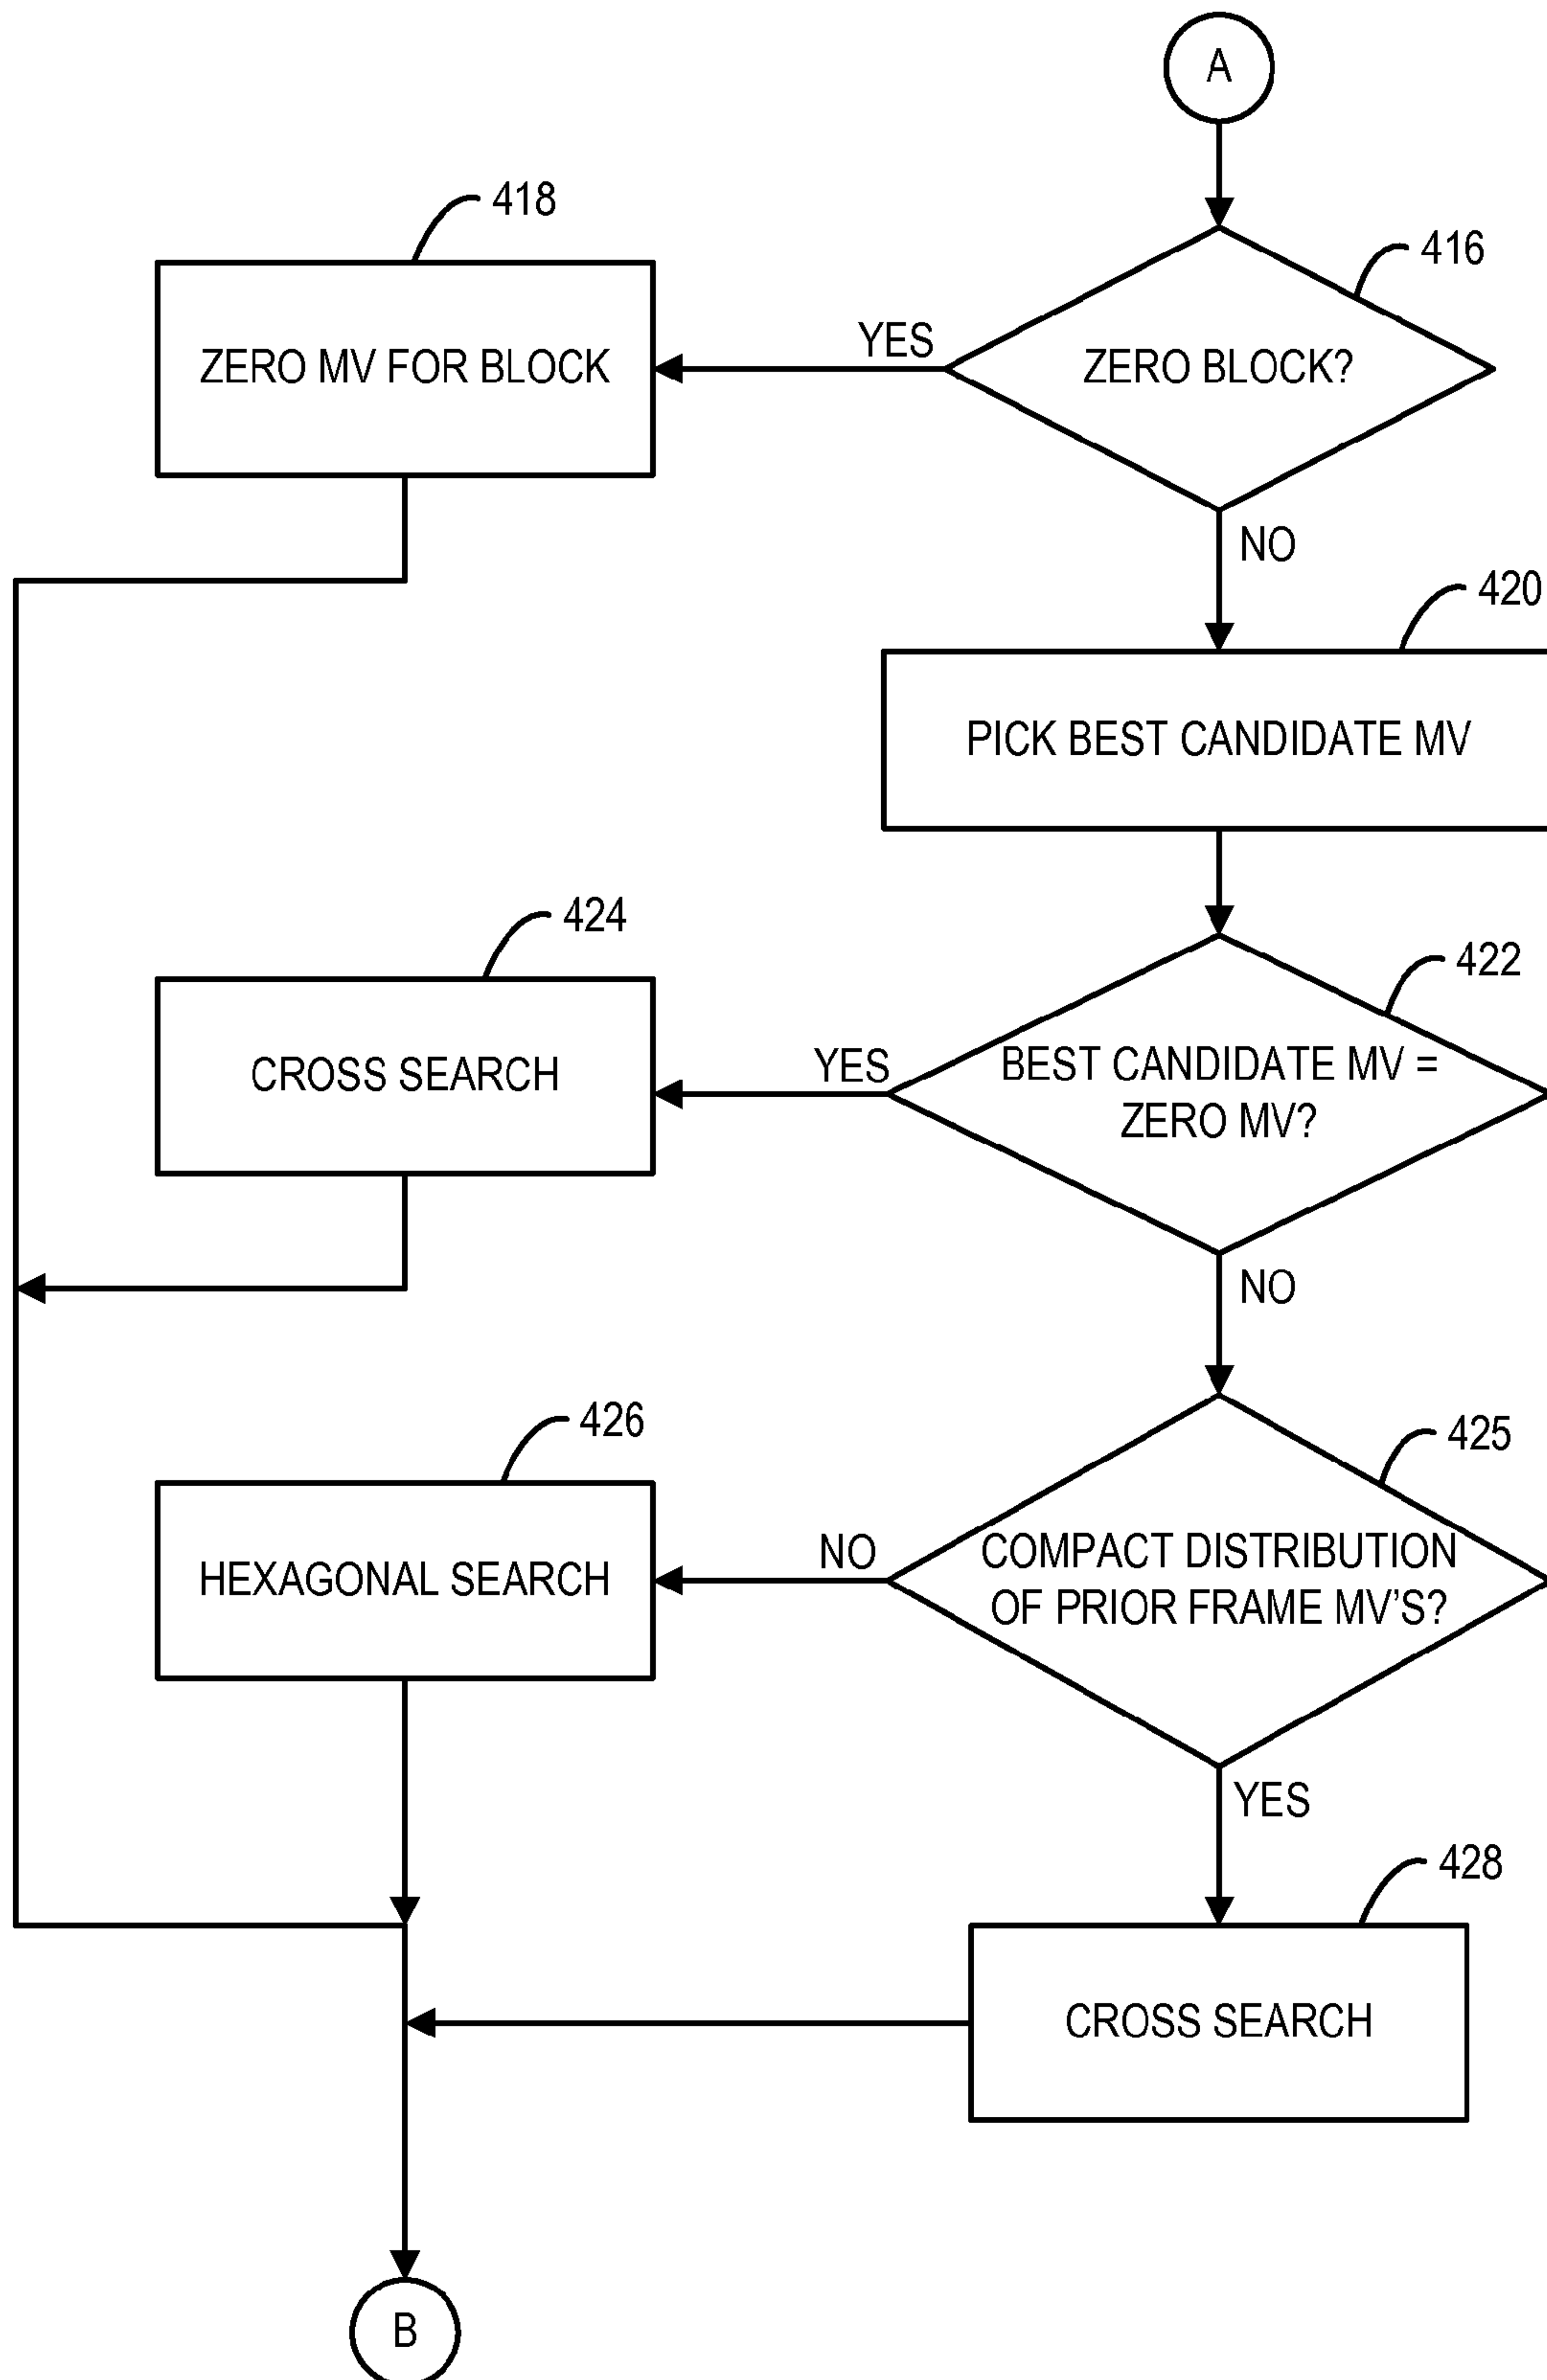 A
418
416
YES
ZERO MV FOR BLOCK
ZERO BLOCK?
NO
420
PICK BEST CANDIDATE MV
424
422
CROSS SEARCH
YES
BEST CANDIDATE MV =
ZERO MV?
NO
426
425
HEXAGONAL SEARCH
NO
COMPACT DISTRIBUTION
OF PRIOR FRAME MV'S?
YES
428
CROSS SEARCH
B